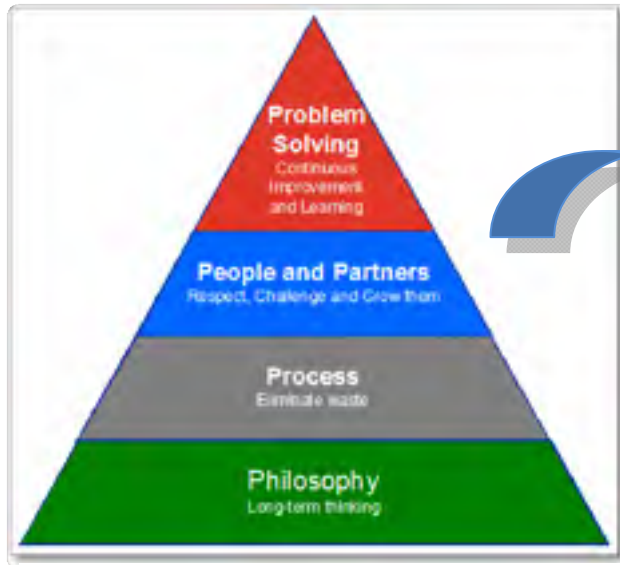 Problem
Solving
Continuous
Improvement
and Learning
People and Partners
Respect, Challenge and Grow them
Process
Eliminate waste
Philosophy
Long-term thinking